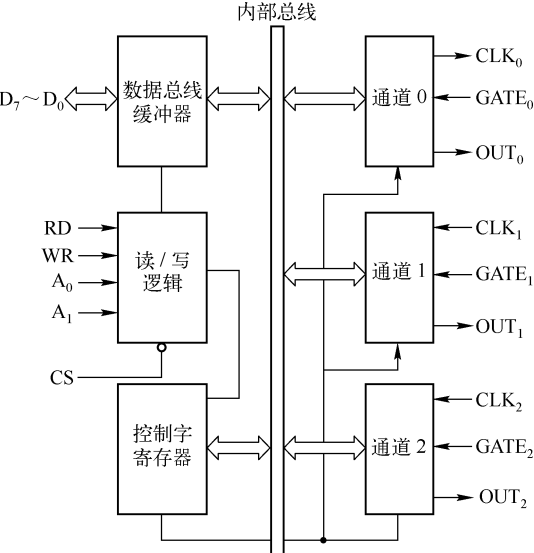 内部总线
D₇～D₀
数据总线
缓冲器
通道 0
CLK₀
GATE₀
OUT₀
RD
WR
A₀
A₁
读 / 写
逻辑
CS
通道 1
CLK₁
GATE₁
OUT₁
控制字
寄存器
通道 2
CLK₂
GATE₂
OUT₂